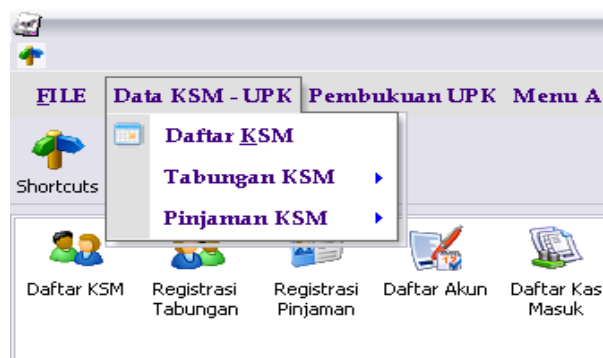 FILE Data KSM - UPK Pembukuan UPK Menu A
Daftar KSM
Tabungan KSM
Pinjaman KSM
Shortcuts
Daftar KSM Registrasi Tabungan Registrasi Pinjaman Daftar Akun Daftar Kas Masuk